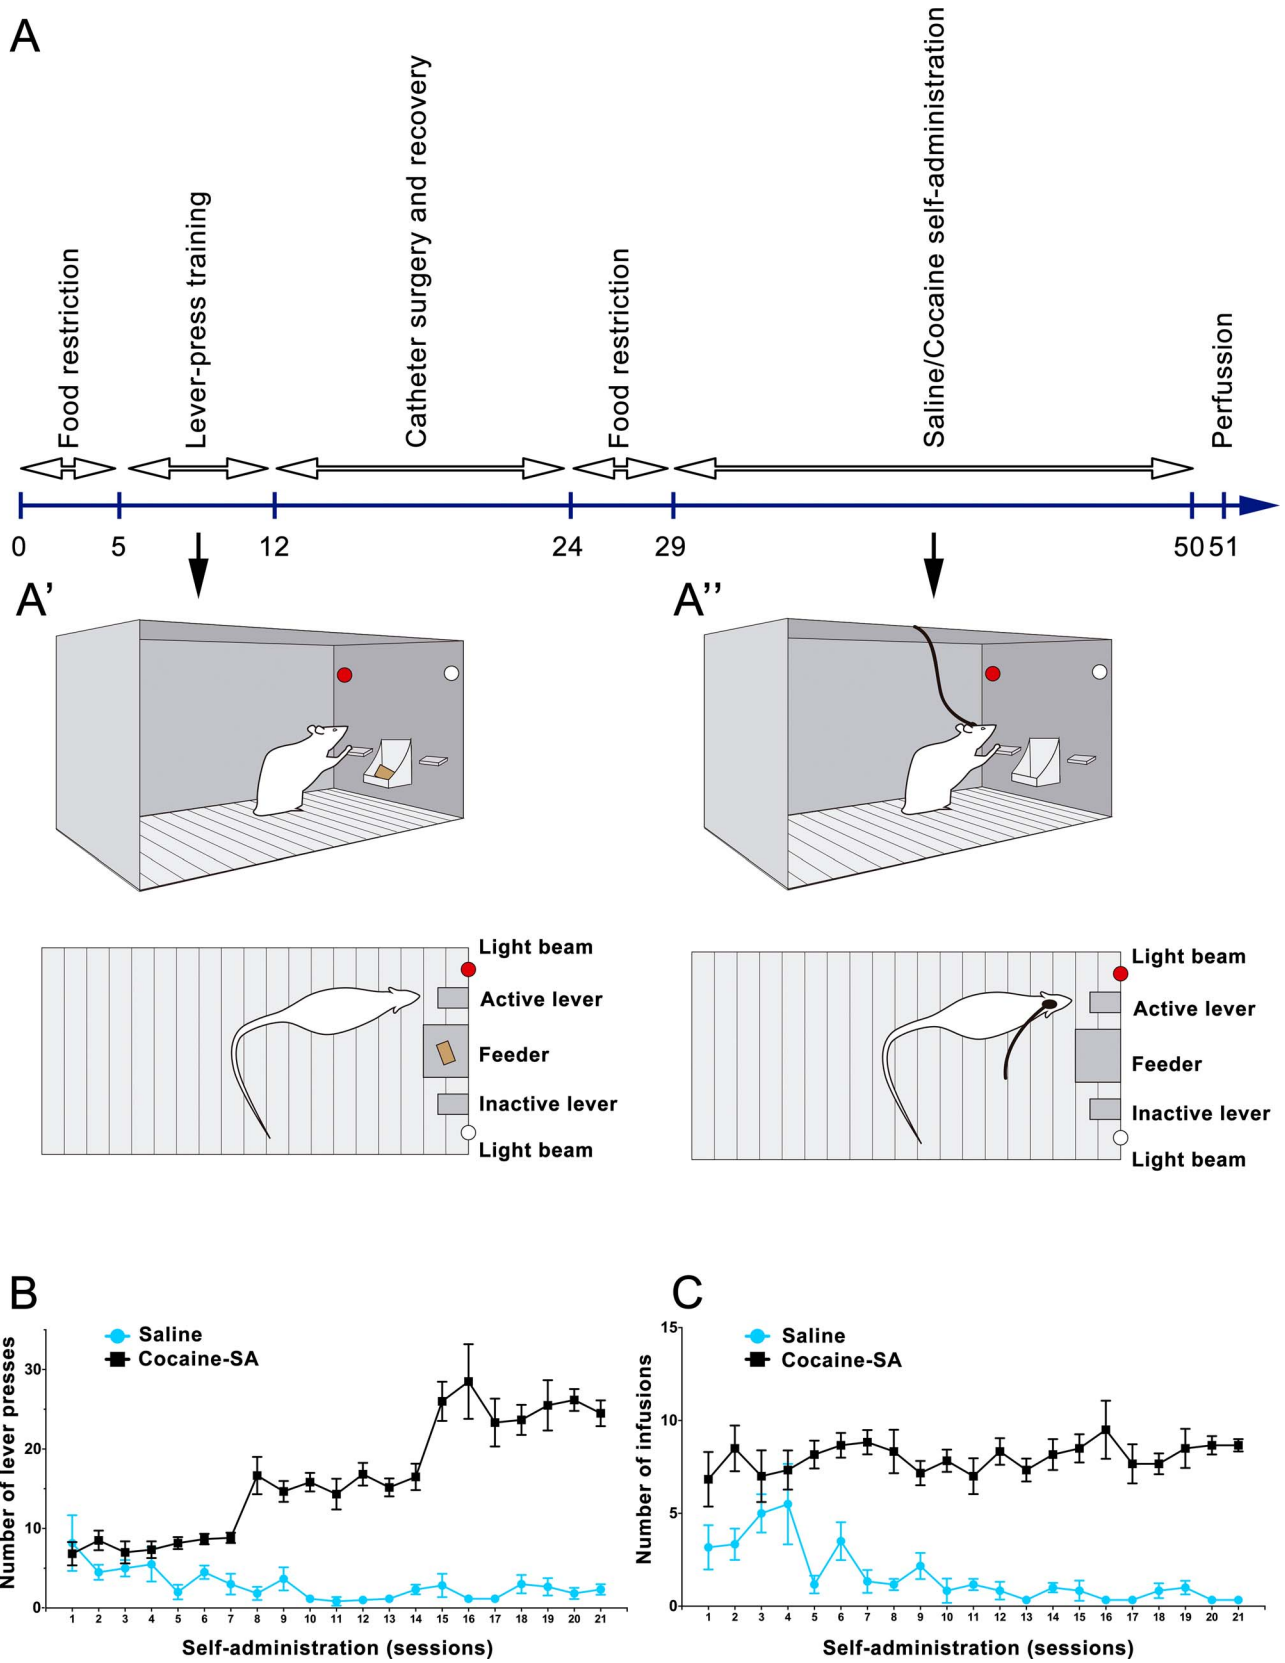 A
Food restriction
Lever-press training
Catheter surgery and recovery
Food restriction
Saline/Cocaine self-administration
Perfussion
0 5 12 24 29 50 51
A'
A''
Light beam
Active lever
Feeder
Inactive lever
Light beam
Light beam
Active lever
Feeder
Inactive lever
Light beam
B
Saline
Cocaine-SA
Number of lever presses
30
20
10
0
1 2 3 4 5 6 7 8 9 10 11 12 13 14 15 16 17 18 19 20 21
Self-administration (sessions)
C
Saline
Cocaine-SA
Number of infusions
15
10
5
0
1 2 3 4 5 6 7 8 9 10 11 12 13 14 15 16 17 18 19 20 21
Self-administration (sessions)